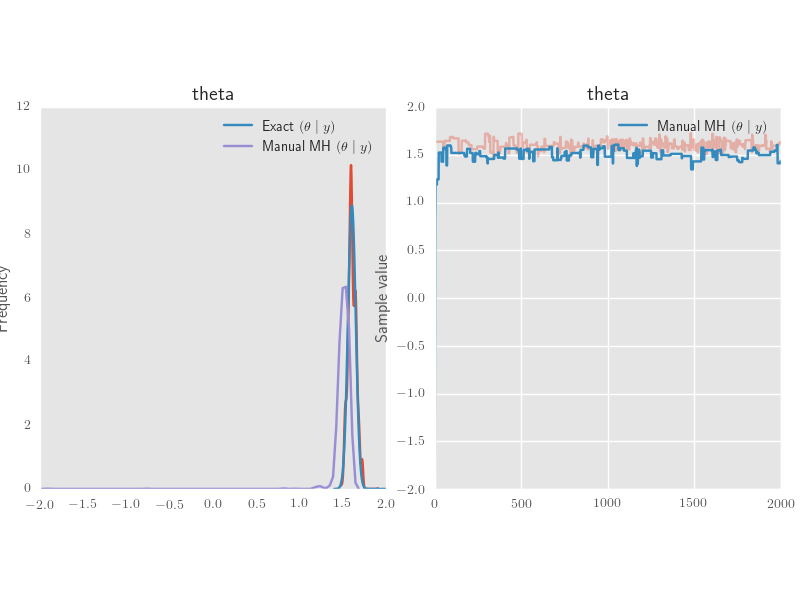 theta
Exact (θ | y)
Manual MH (θ | y)
Frequency
12
10
8
6
4
2
0
−2.0 −1.5 −1.0 −0.5 0.0 0.5 1.0 1.5 2.0
theta
Manual MH (θ | y)
Sample value
2.0
1.5
1.0
0.5
0.0
−0.5
−1.0
−1.5
−2.0
0 500 1000 1500 2000